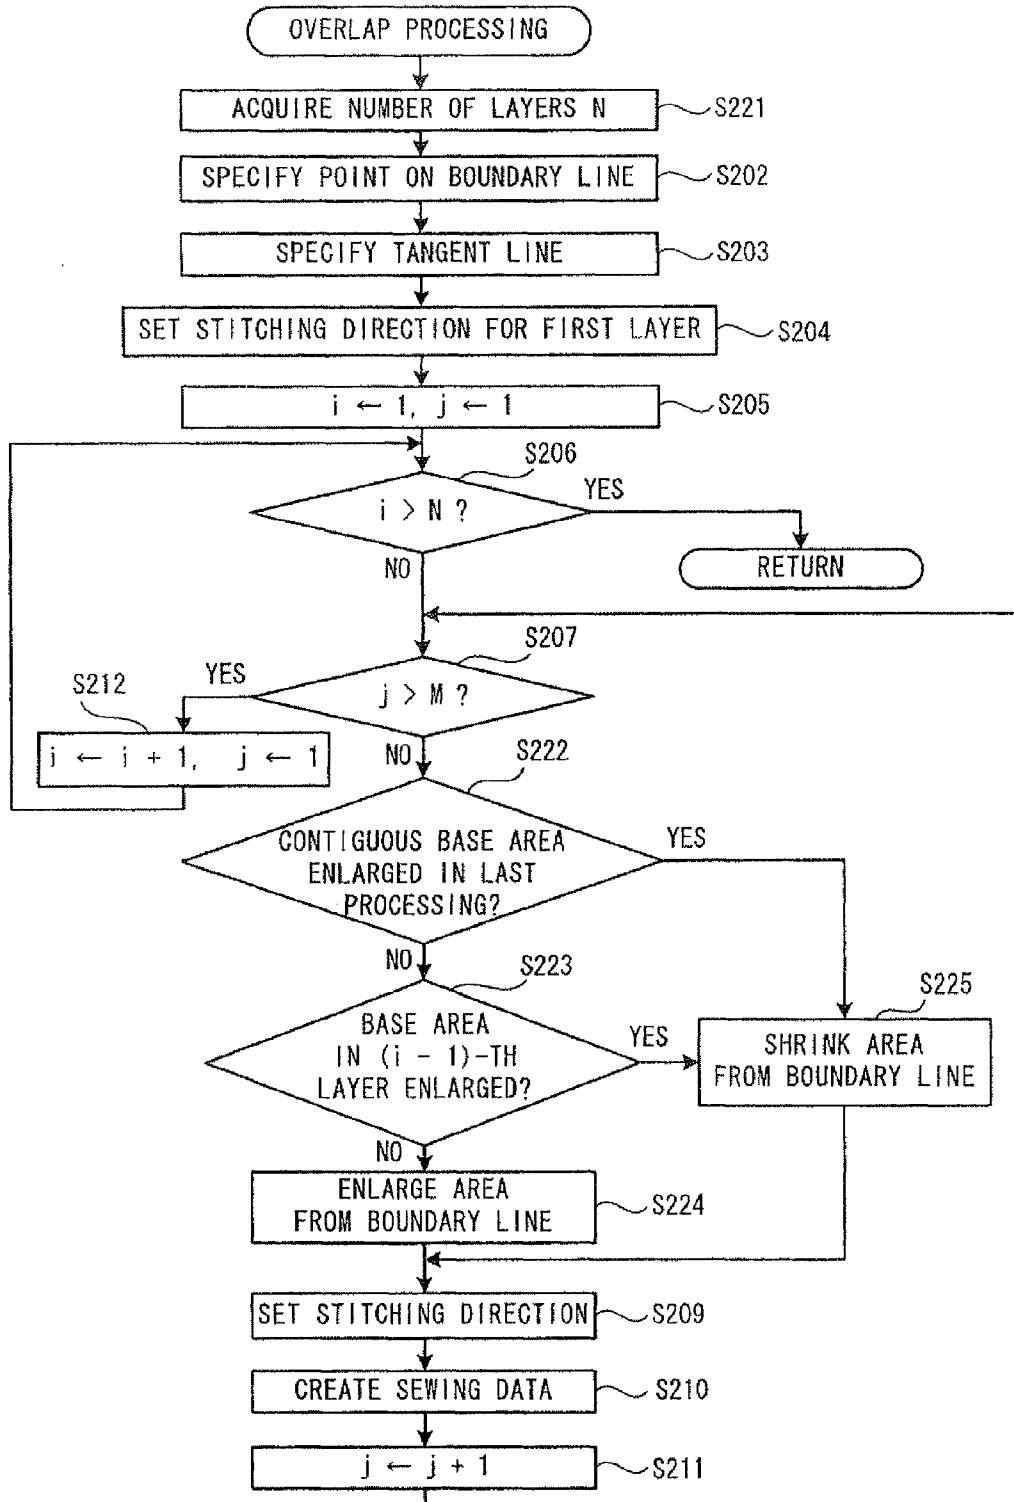 OVERLAP PROCESSING
ACQUIRE NUMBER OF LAYERS N
S221
SPECIFY POINT ON BOUNDARY LINE
S202
SPECIFY TANGENT LINE
S203
SET STITCHING DIRECTION FOR FIRST LAYER
S204
i ← 1, j ← 1
S205
S206
i > N ?
YES
NO
RETURN
S207
j > M ?
YES
NO
S212
i ← i + 1, j ← 1
S222
CONTIGUOUS BASE AREA
ENLARGED IN LAST
PROCESSING?
YES
NO
S223
BASE AREA
IN (i - 1)-TH
LAYER ENLARGED?
YES
NO
S225
SHRINK AREA
FROM BOUNDARY LINE
ENLARGE AREA
FROM BOUNDARY LINE
S224
SET STITCHING DIRECTION
S209
CREATE SEWING DATA
S210
j ← j + 1
S211